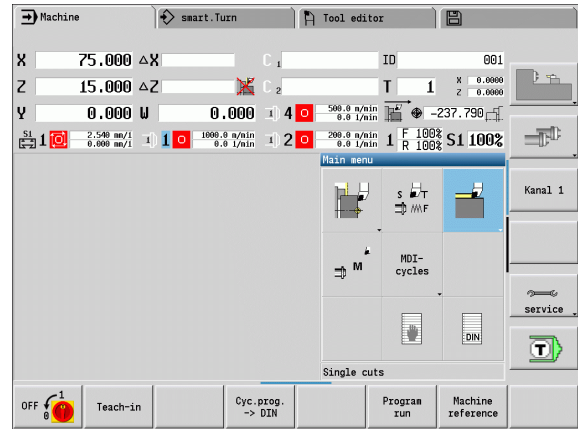 Machine smart.Turn Tool editor
X 75.000 △X C 1 ID 001
Z 15.000 △Z C 2 T 1 X 0.0000
Z 0.0000
Y 0.000 W 0.000 4 500.0 m/min
0.0 1/min -237.790
S1 1 2.540 mm/1
0.000 mm/1 1 1000.0 m/min
0.0 1/min 2 200.0 m/min
0.0 1/min 1 F 100%
R 100% S1 100%
Main menu
S T
M F
M
MDI-
cycles
DIN
Single cuts
Kanal 1
service
T
OFF 1
0
Teach-in
Cyc.prog.
-> DIN
Program
run
Machine
reference